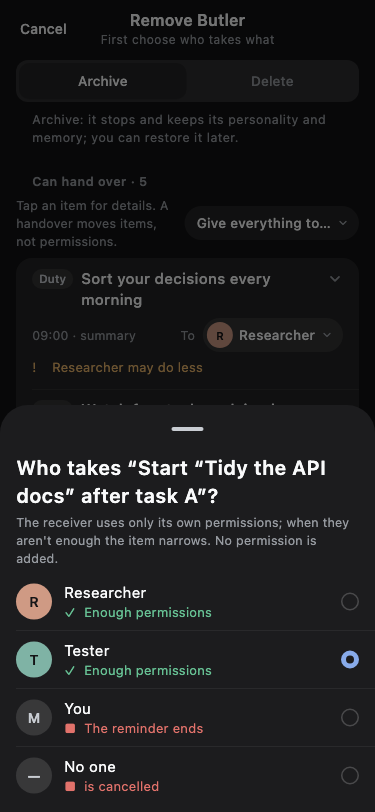 Cancel
Remove Butler
First choose who takes what
Archive
Delete
Archive: it stops and keeps its personality and
memory; you can restore it later.
Can hand over · 5
Tap an item for details. A
handover moves items,
not permissions.
Give everything to...
Duty
Sort your decisions every
morning
09:00 · summary
To
R
Researcher
! Researcher may do less
Who takes “Start “Tidy the API
docs” after task A”?
The receiver uses only its own permissions; when they
aren't enough the item narrows. No permission is
added.
R
Researcher
✓ Enough permissions
T
Tester
✓ Enough permissions
M
You
The reminder ends
—
No one
is cancelled